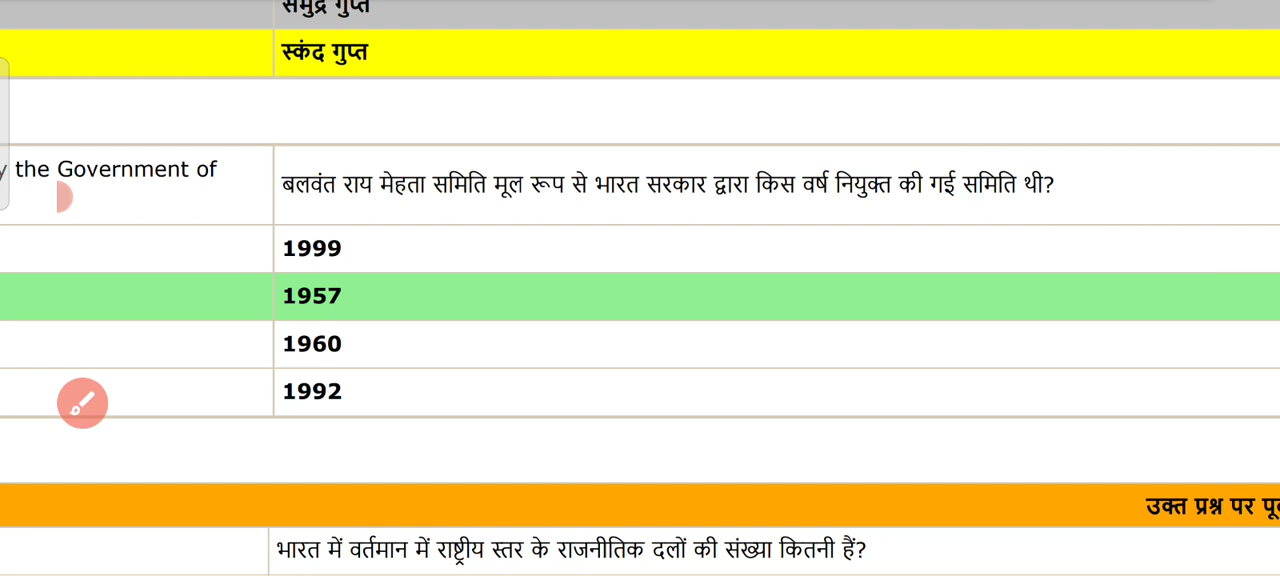 समुद्र गुप्त
स्कंद गुप्त
the Government of
बलवंत राय मेहता समिति मूल रूप से भारत सरकार द्वारा किस वर्ष नियुक्त की गई समिति थी?
1999
1957
1960
1992
उक्त प्रश्न पर
भारत में वर्तमान में राष्ट्रीय स्तर के राजनीतिक दलों की संख्या कितनी हैं?